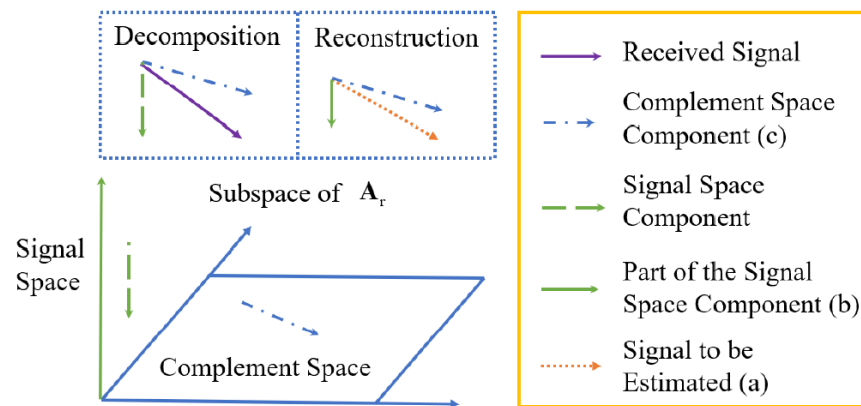 Decomposition
Reconstruction
Subspace of A_r
Signal
Space
Complement Space
Received Signal
Complement Space
Component (c)
Signal Space
Component
Part of the Signal
Space Component (b)
Signal to be
Estimated (a)